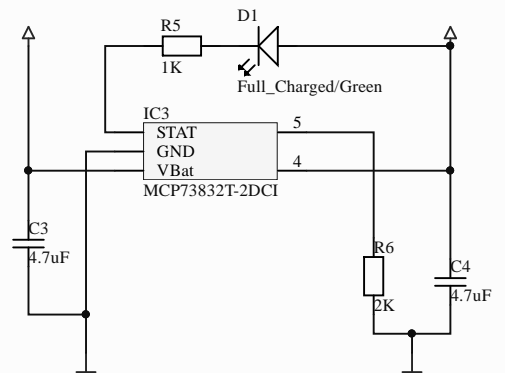 D1
R5
1K
Full_Charged/Green
IC3
STAT
5
GND
VBat
4
MCP73832T-2DCI
C3
4.7uF
R6
2K
C4
4.7uF